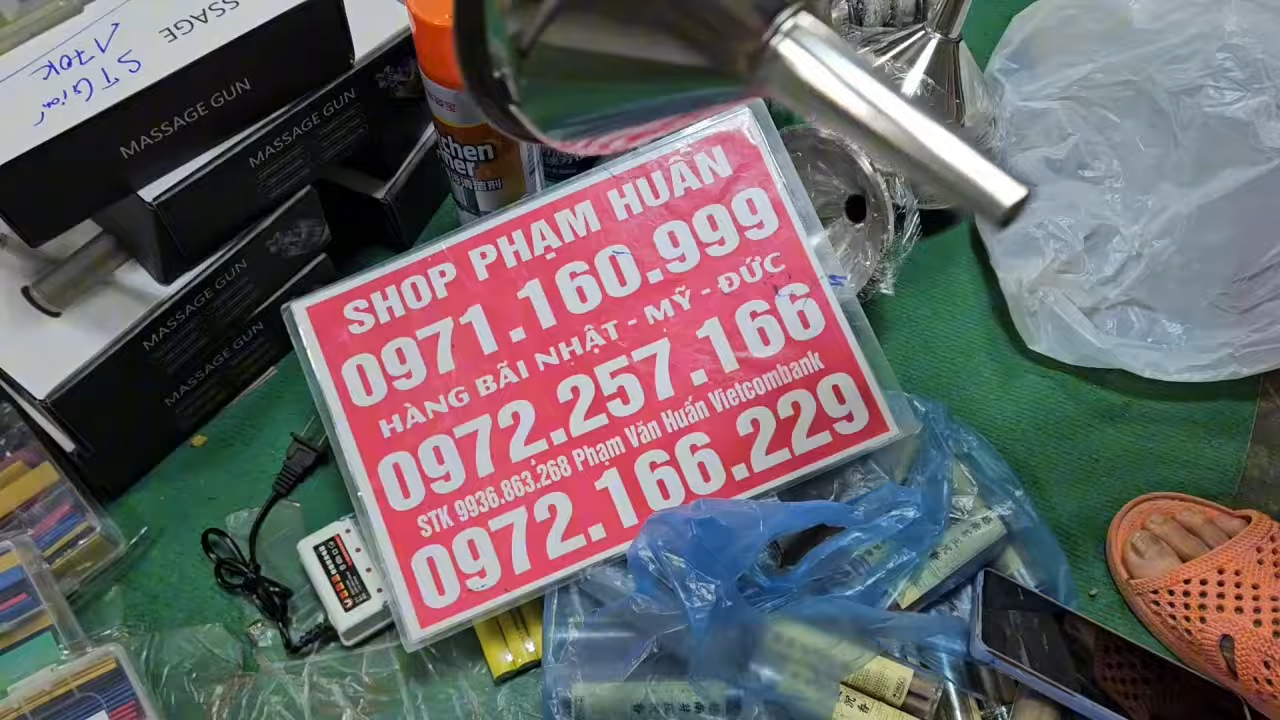 SSAGE
ST Giơí
170K
MASSAGE GUN
MASSAGE GUN
MASSAGE GUN
MASSAGE GUN
SHOP PHẠM HUẤN
0971.160.999
HÀNG BÃI NHẬT - MỸ - ĐỨC
0972.257.166
STK 9936.863.268 Phạm Văn Huấn Vietcombank
0972.166.229